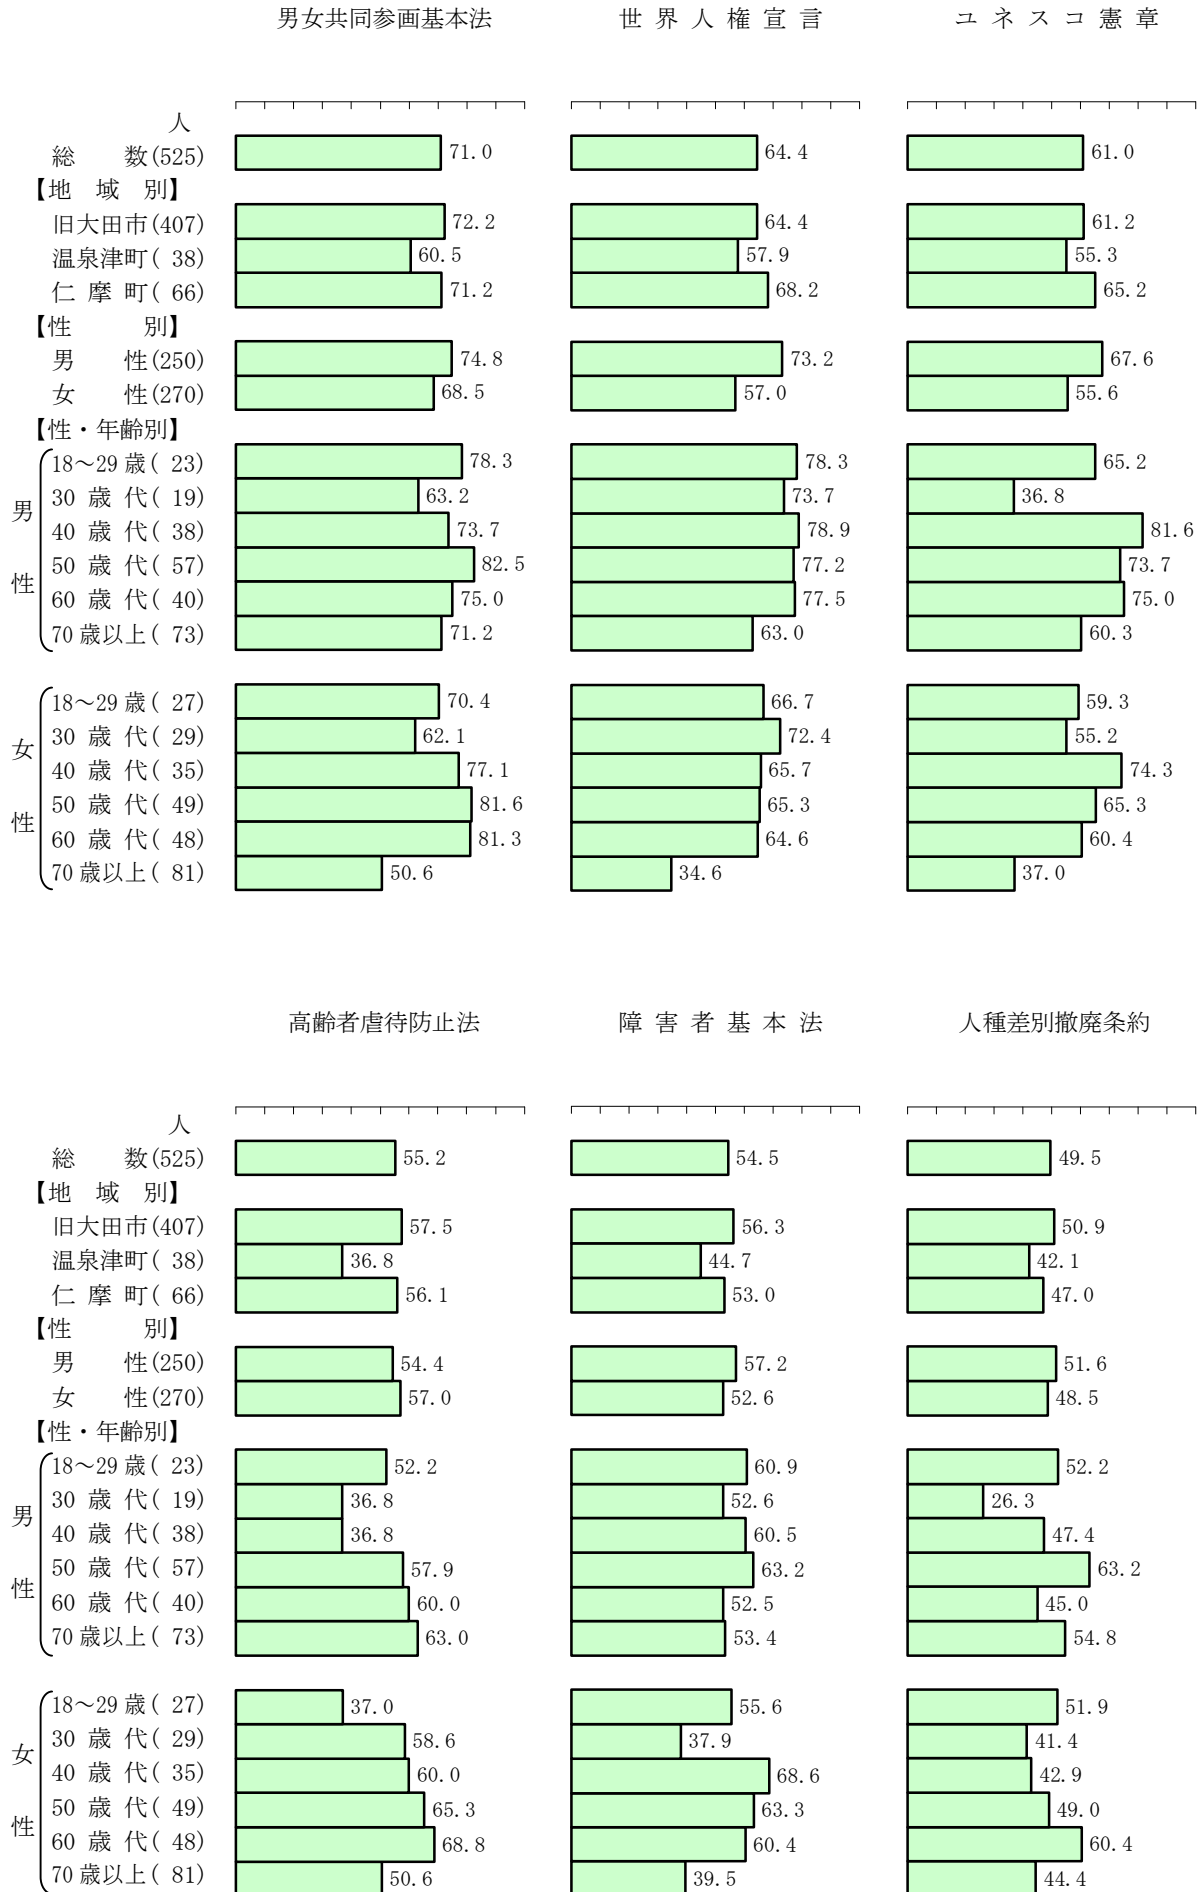 男女共同参画基本法 世界人権宣言 ユネスコ憲章
人
総 数(525) 71.0 64.4 61.0
【地 域 別】
旧大田市(407) 72.2 64.4 61.2
温泉津町( 38) 60.5 57.9 55.3
仁 摩 町( 66) 71.2 68.2 65.2
【性 別】
男 性(250) 74.8 73.2 67.6
女 性(270) 68.5 57.0 55.6
【性・年齢別】
男性
18～29歳( 23) 78.3 78.3 65.2
30 歳 代( 19) 63.2 73.7 36.8
40 歳 代( 38) 73.7 78.9 81.6
50 歳 代( 57) 82.5 77.2 73.7
60 歳 代( 40) 75.0 77.5 75.0
70歳以上( 73) 71.2 63.0 60.3
女性
18～29歳( 27) 70.4 66.7 59.3
30 歳 代( 29) 62.1 72.4 55.2
40 歳 代( 35) 77.1 65.7 74.3
50 歳 代( 49) 81.6 65.3 65.3
60 歳 代( 48) 81.3 64.6 60.4
70歳以上( 81) 50.6 34.6 37.0
高齢者虐待防止法 障害者基本法 人種差別撤廃条約
人
総 数(525) 55.2 54.5 49.5
【地 域 別】
旧大田市(407) 57.5 56.3 50.9
温泉津町( 38) 36.8 44.7 42.1
仁 摩 町( 66) 56.1 53.0 47.0
【性 別】
男 性(250) 54.4 57.2 51.6
女 性(270) 57.0 52.6 48.5
【性・年齢別】
男性
18～29歳( 23) 52.2 60.9 52.2
30 歳 代( 19) 36.8 52.6 26.3
40 歳 代( 38) 36.8 60.5 47.4
50 歳 代( 57) 57.9 63.2 63.2
60 歳 代( 40) 60.0 52.5 45.0
70歳以上( 73) 63.0 53.4 54.8
女性
18～29歳( 27) 37.0 55.6 51.9
30 歳 代( 29) 58.6 37.9 41.4
40 歳 代( 35) 60.0 68.6 42.9
50 歳 代( 49) 65.3 63.3 49.0
60 歳 代( 48) 68.8 60.4 60.4
70歳以上( 81) 50.6 39.5 44.4